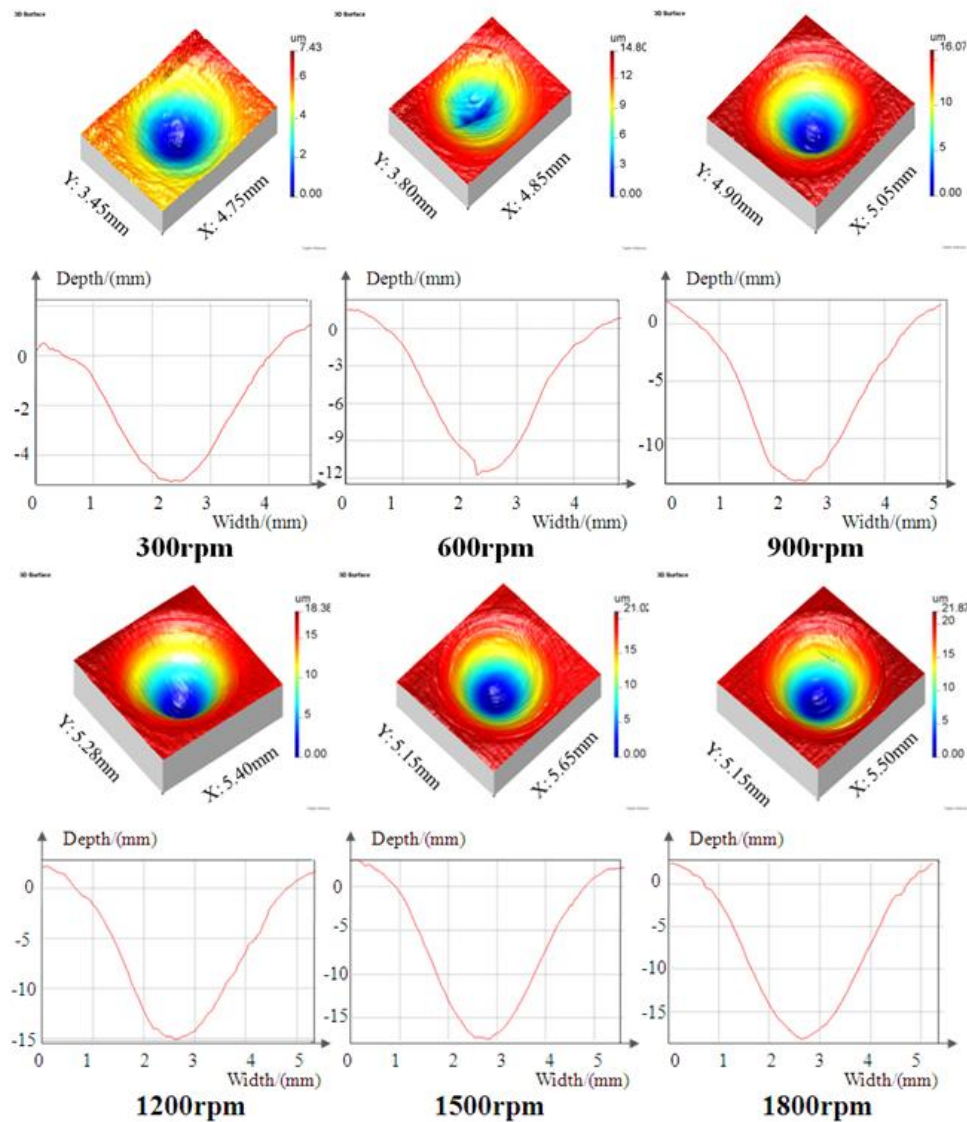 3D Surface
um
7.43
6
.4
.2
0.00
Y: 3.45mm
X: 4.75mm
3D Surface
um
14.80
12
9
6
3
0.00
Y: 3.80mm
X: 4.85mm
3D Surface
um
16.07
10
5
0.00
Y: 4.90mm
X: 5.05mm
Depth/(mm)
0
-2
-4
0 1 2 3 4
Width/(mm)
300rpm
Depth/(mm)
0
-3
-6
-9
-12
0 1 2 3 4
Width/(mm)
600rpm
Depth/(mm)
0
-5
-10
0 1 2 3 4 5
Width/(mm)
900rpm
3D Surface
um
18.36
15
10
5
0.00
Y: 5.28mm
X: 5.40mm
3D Surface
um
21.02
15
10
5
0.00
Y: 5.15mm
X: 5.65mm
3D Surface
um
21.87
20
15
10
5
0.00
Y: 5.15mm
X: 5.50mm
Depth/(mm)
0
-5
-10
-15
0 1 2 3 4 5
Width/(mm)
1200rpm
Depth/(mm)
0
-5
-10
-15
0 1 2 3 4 5
Width/(mm)
1500rpm
Depth/(mm)
0
-5
-10
-15
0 1 2 3 4 5
Width/(mm)
1800rpm